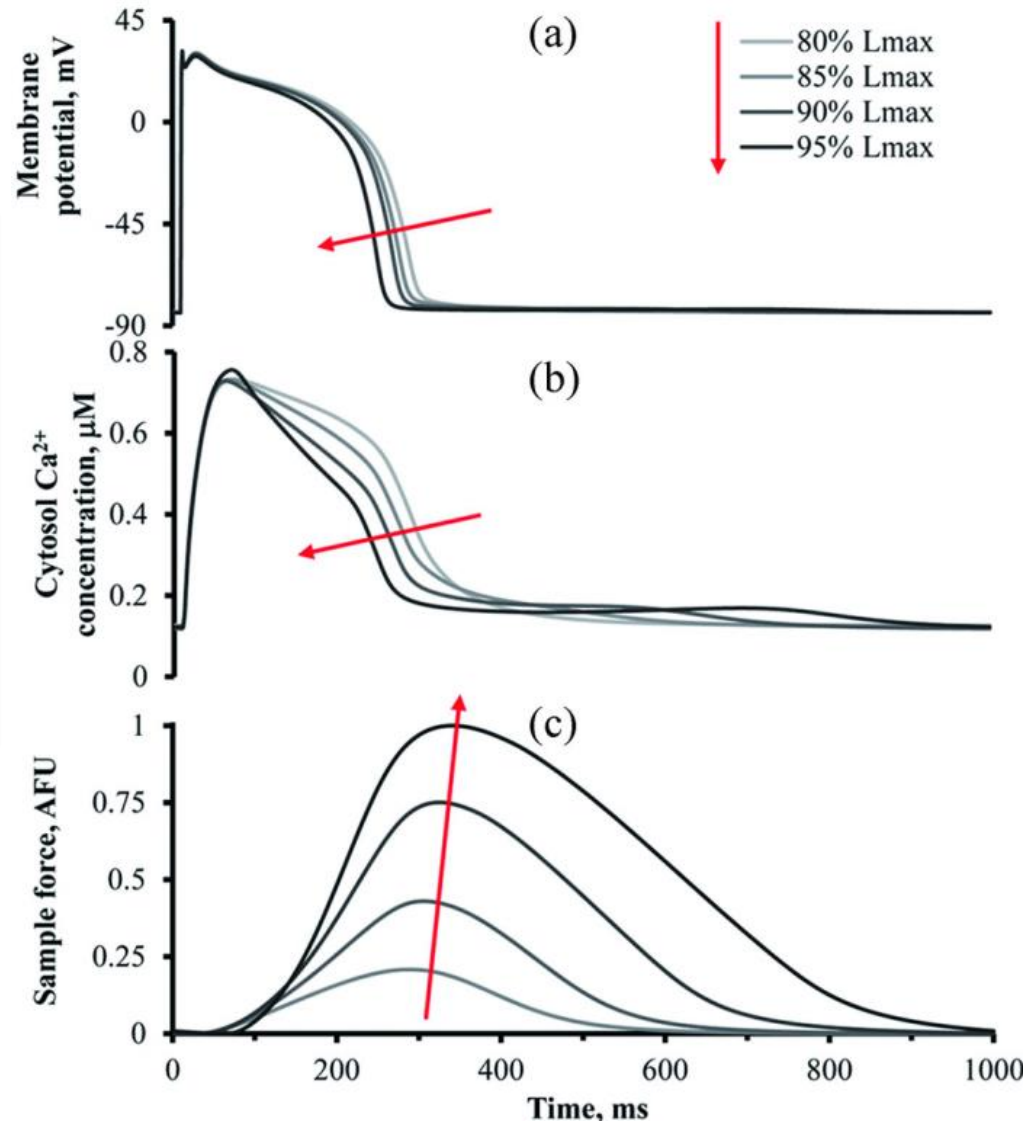 (a)
80% Lmax
85% Lmax
90% Lmax
95% Lmax
Membrane
potential, mV
45
0
-45
-90
(b)
Cytosol Ca²⁺
concentration, μM
0.8
0.6
0.4
0.2
0
(c)
Sample force, AFU
1
0.75
0.5
0.25
0
0
200
400
600
800
1000
Time, ms